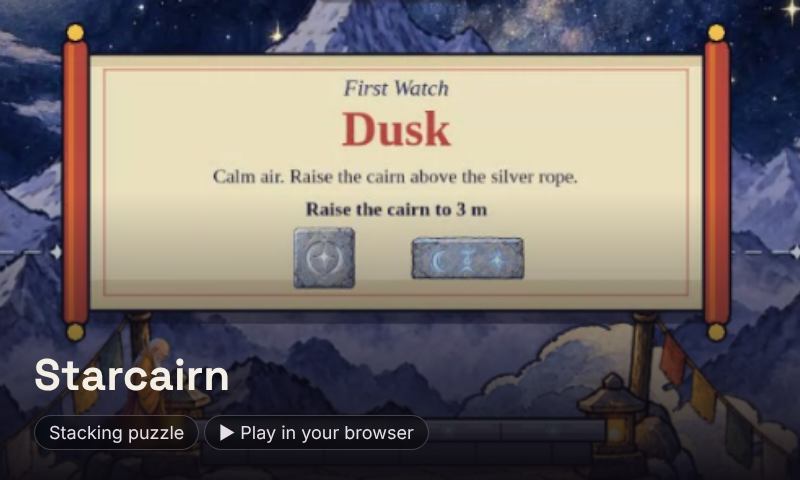 First Watch
Dusk
Calm air. Raise the cairn above the silver rope.
Raise the cairn to 3 m
Starcairn
Stacking puzzle
▶ Play in your browser